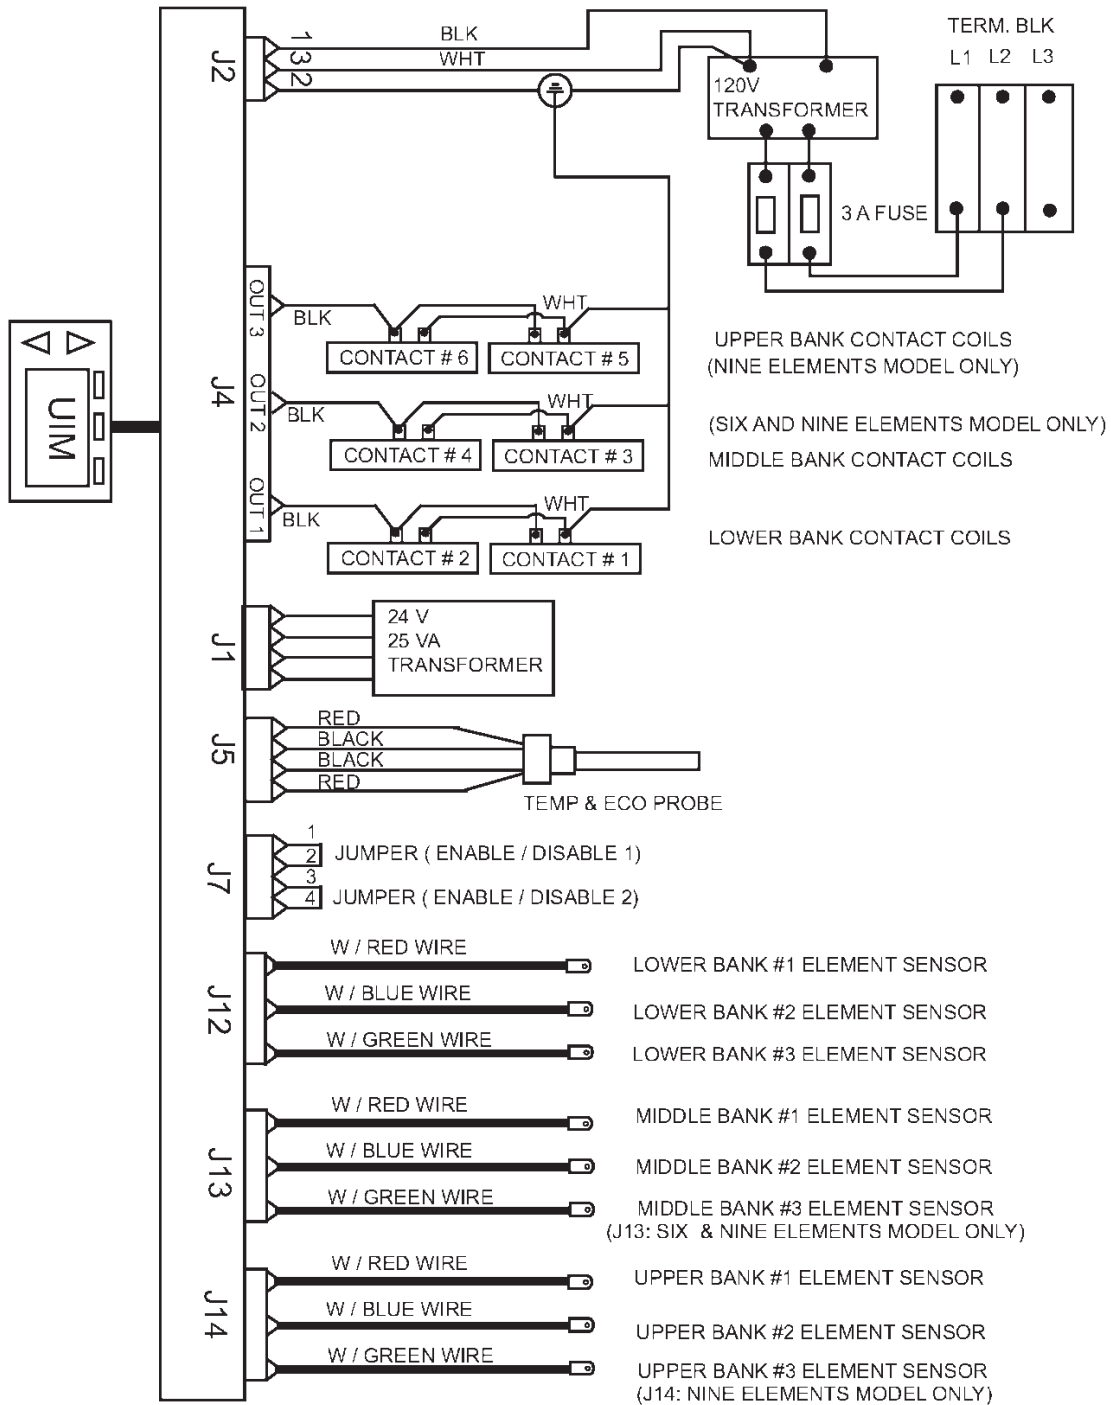 J2
1
3
2
BLK
WHT
120V
TRANSFORMER
TERM. BLK
L1 L2 L3
3 A FUSE
J4
OUT 3
BLK
WHT
CONTACT # 6
CONTACT # 5
UPPER BANK CONTACT COILS
(NINE ELEMENTS MODEL ONLY)
OUT 2
BLK
WHT
CONTACT # 4
CONTACT # 3
(SIX AND NINE ELEMENTS MODEL ONLY)
MIDDLE BANK CONTACT COILS
OUT 1
BLK
WHT
CONTACT # 2
CONTACT # 1
LOWER BANK CONTACT COILS
UIM
J1
24 V
25 VA
TRANSFORMER
J5
RED
BLACK
BLACK
RED
TEMP & ECO PROBE
J7
1
2
3
4
JUMPER ( ENABLE / DISABLE 1)
JUMPER ( ENABLE / DISABLE 2)
J12
W / RED WIRE
LOWER BANK #1 ELEMENT SENSOR
W / BLUE WIRE
LOWER BANK #2 ELEMENT SENSOR
W / GREEN WIRE
LOWER BANK #3 ELEMENT SENSOR
J13
W / RED WIRE
MIDDLE BANK #1 ELEMENT SENSOR
W / BLUE WIRE
MIDDLE BANK #2 ELEMENT SENSOR
W / GREEN WIRE
MIDDLE BANK #3 ELEMENT SENSOR
(J13: SIX & NINE ELEMENTS MODEL ONLY)
J14
W / RED WIRE
UPPER BANK #1 ELEMENT SENSOR
W / BLUE WIRE
UPPER BANK #2 ELEMENT SENSOR
W / GREEN WIRE
UPPER BANK #3 ELEMENT SENSOR
(J14: NINE ELEMENTS MODEL ONLY)